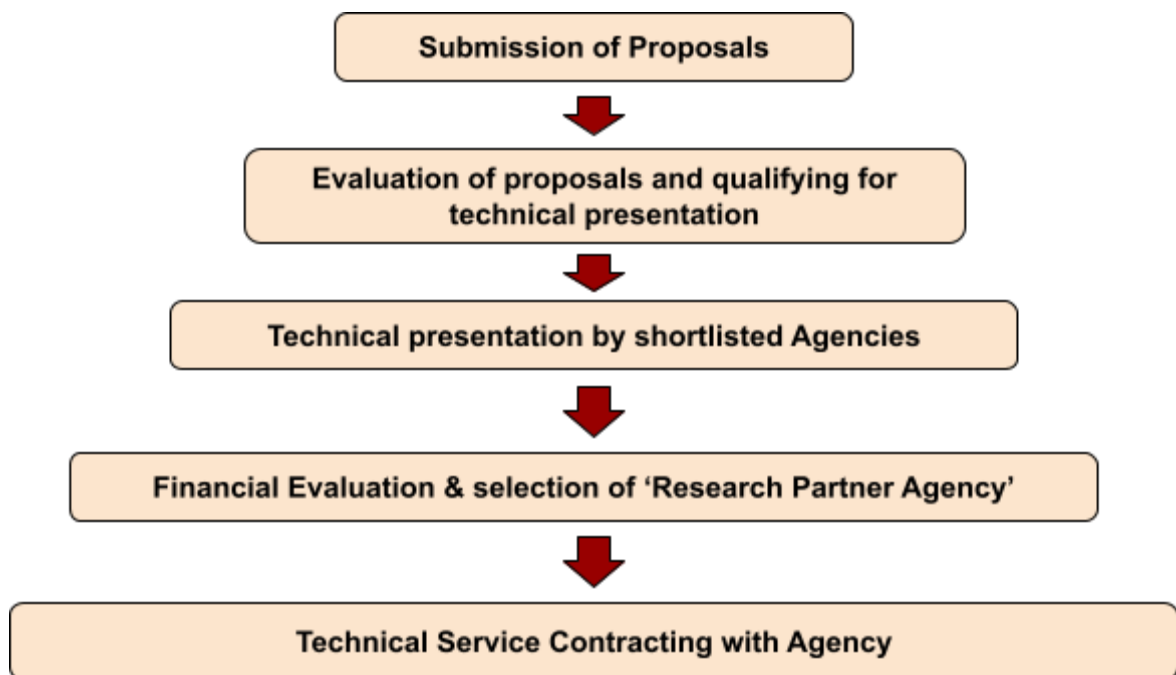 Submission of Proposals
Evaluation of proposals and qualifying for
technical presentation
Technical presentation by shortlisted Agencies
Financial Evaluation & selection of ‘Research Partner Agency’
Technical Service Contracting with Agency